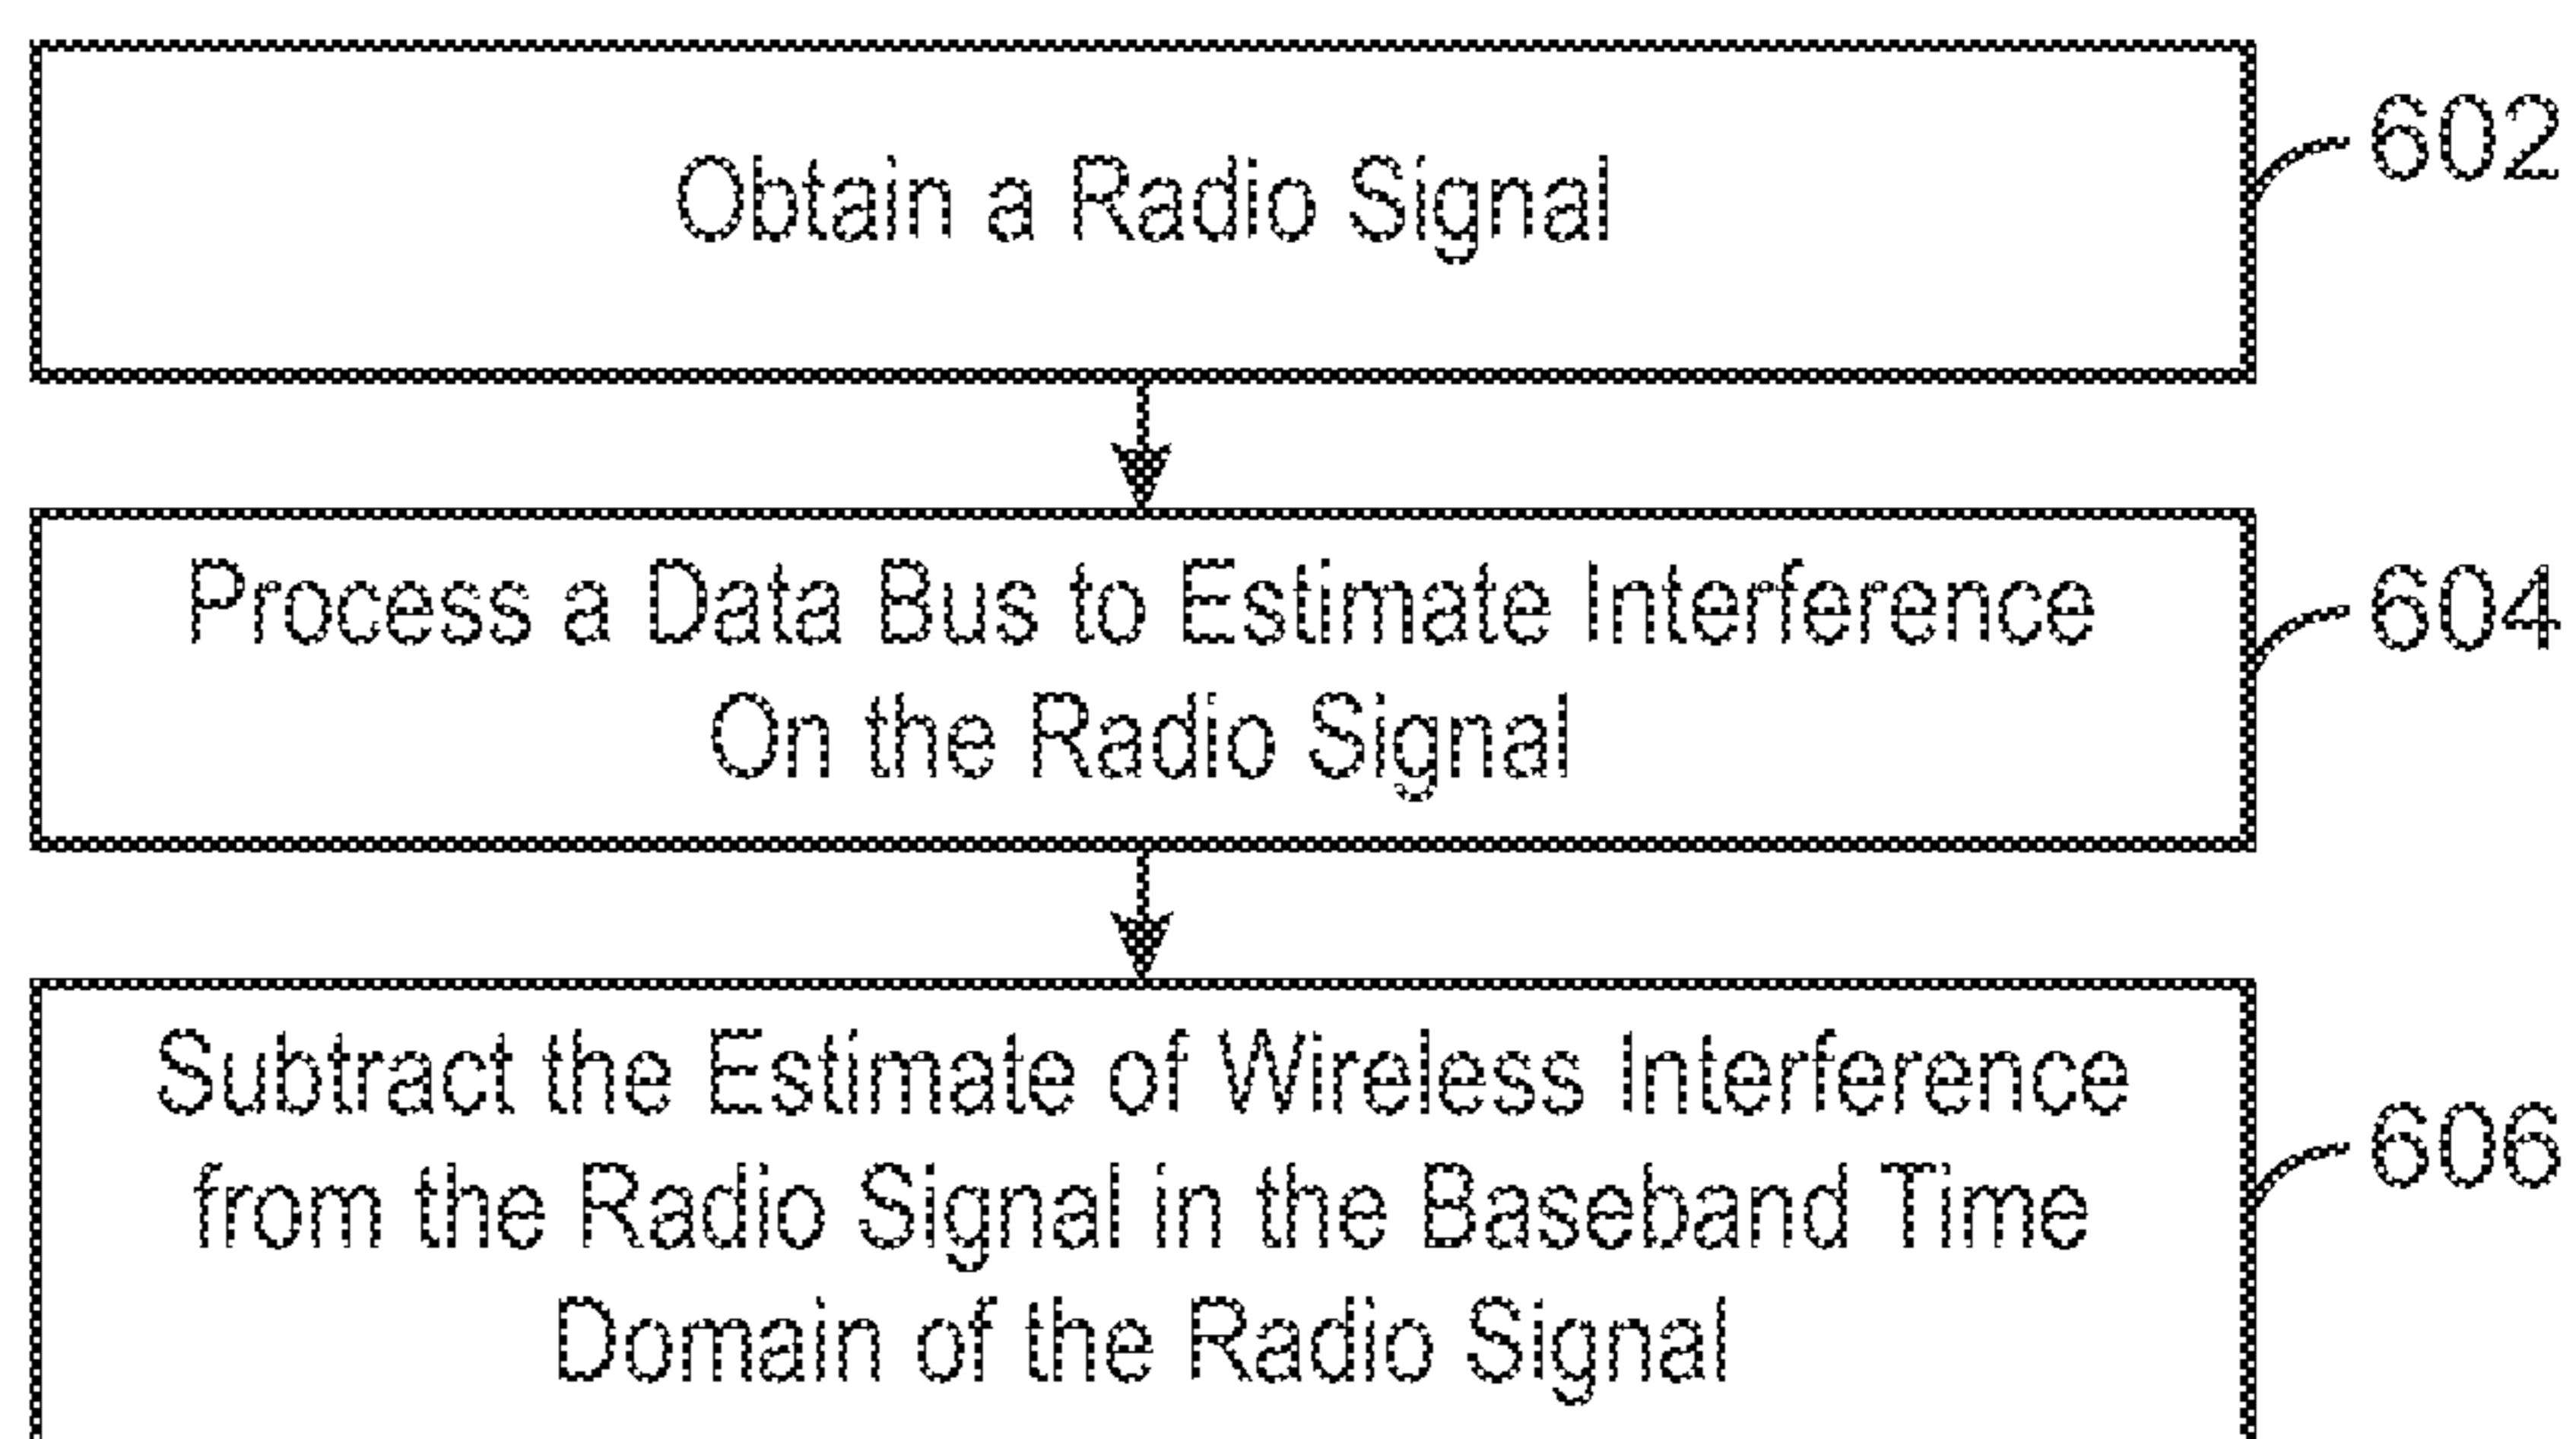 Obtain a Radio Signal
602
Process a Data Bus to Estimate Interference
On the Radio Signal
604
Subtract the Estimate of Wireless Interference
from the Radio Signal in the Baseband Time
Domain of the Radio Signal
606